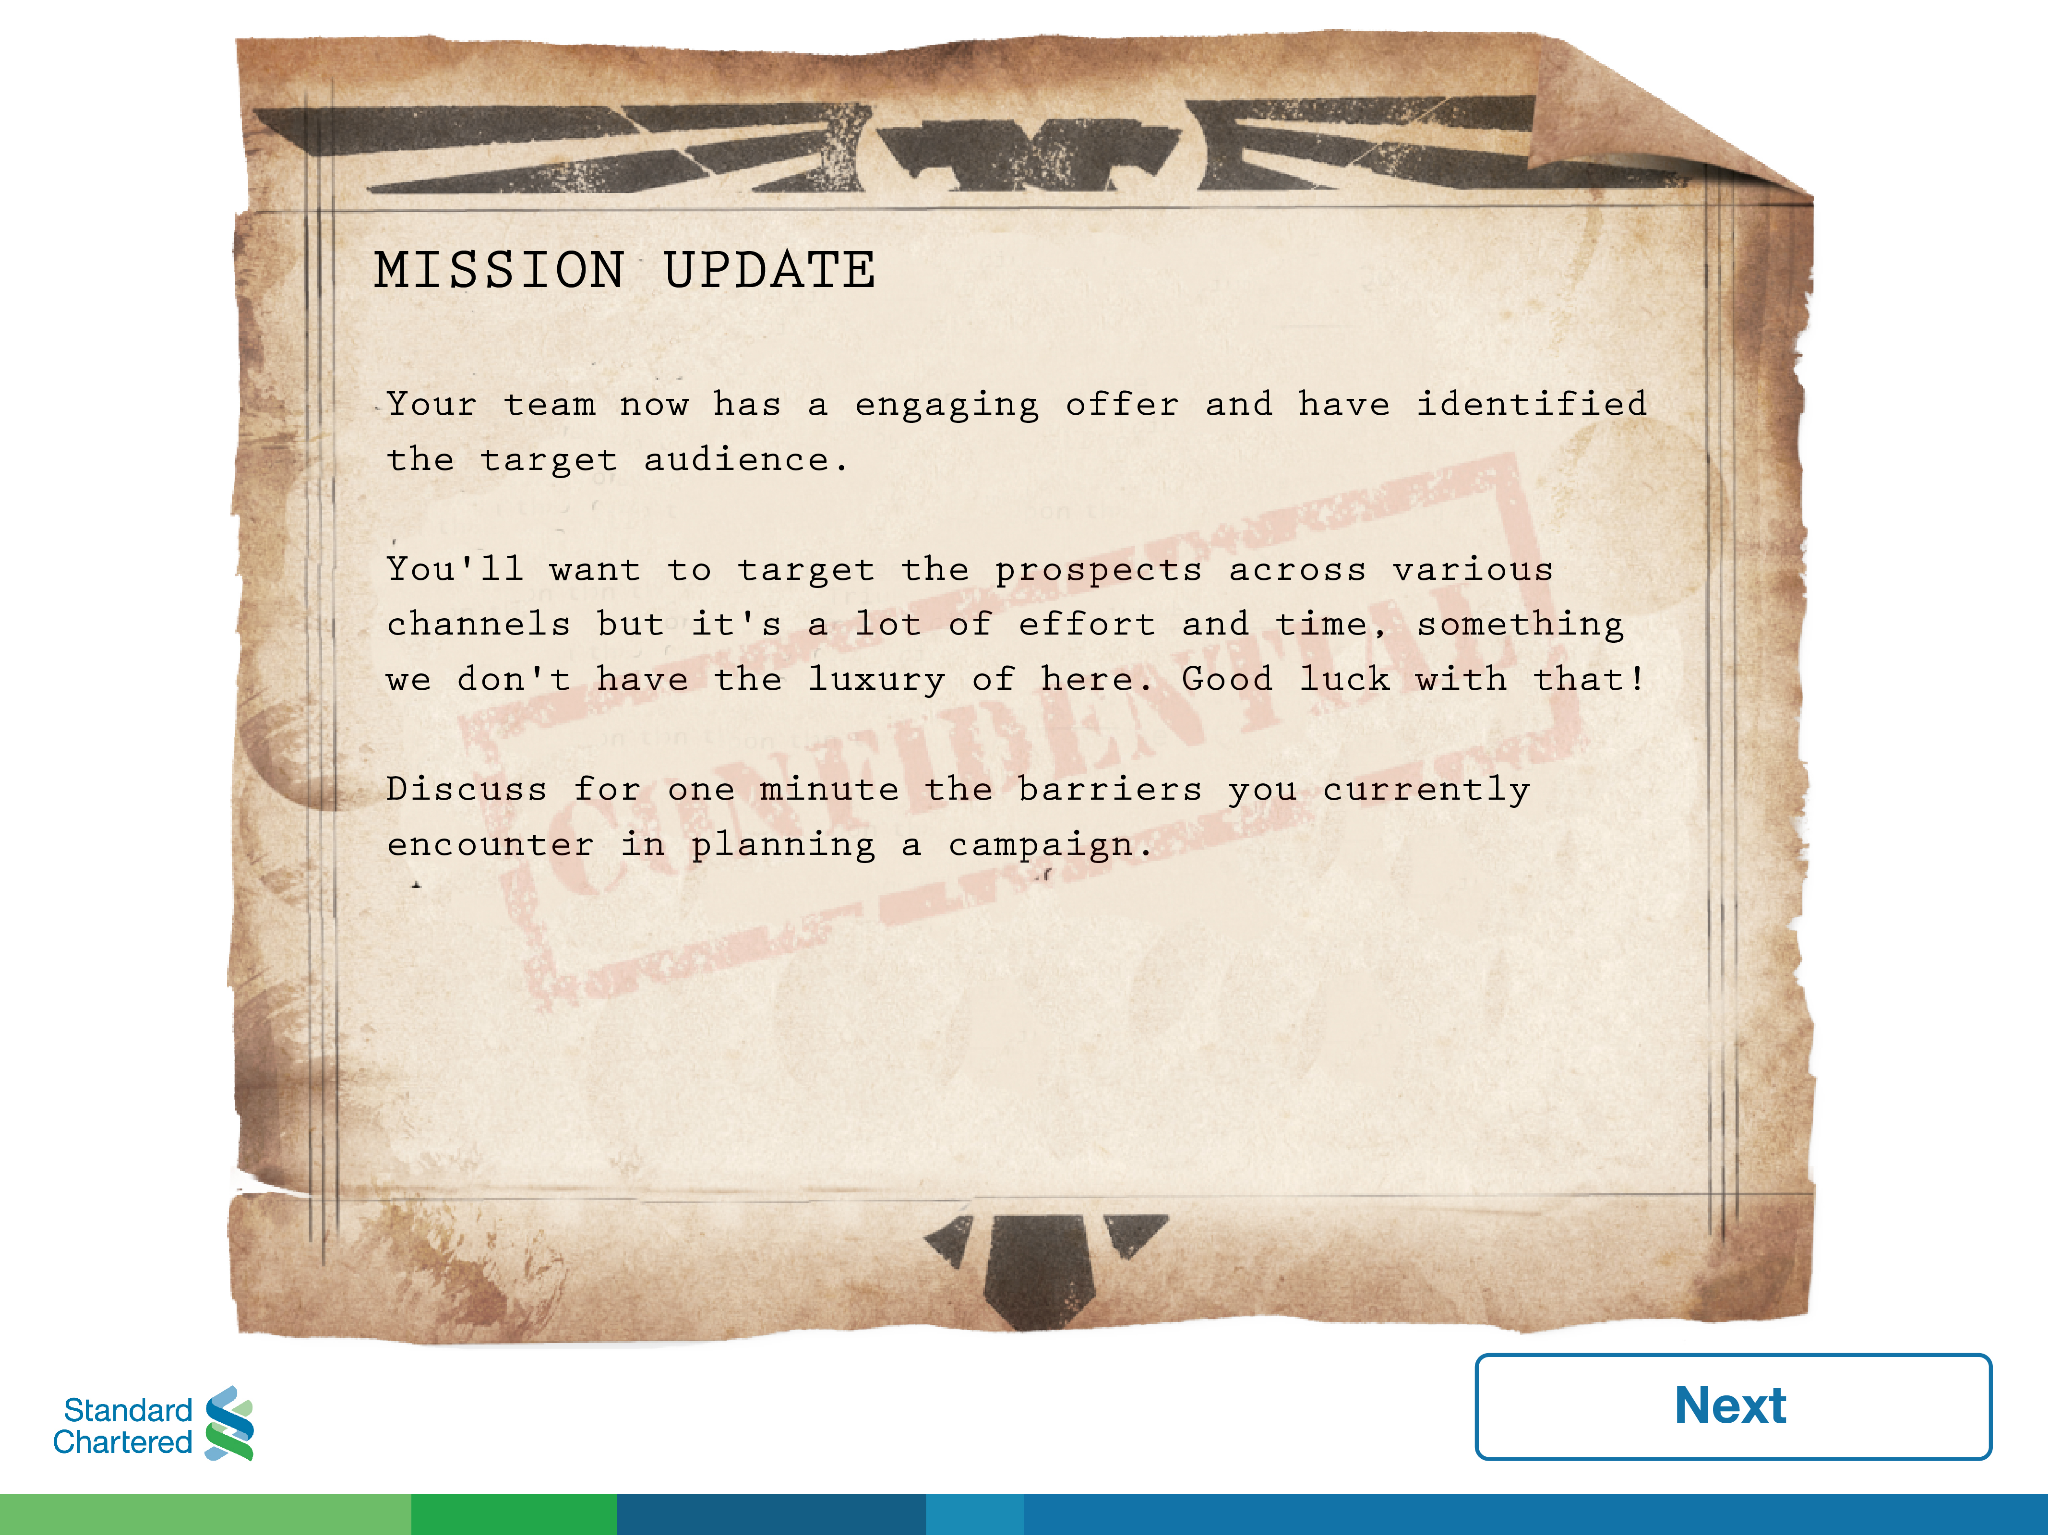 MISSION UPDATE
Your team now has a engaging offer and have identified
the target audience.
You'll want to target the prospects across various
channels but it's a lot of effort and time, something
we don't have the luxury of here. Good luck with that!
Discuss for one minute the barriers you currently
encounter in planning a campaign.
CONFIDENTIAL
Standard
Chartered
Next